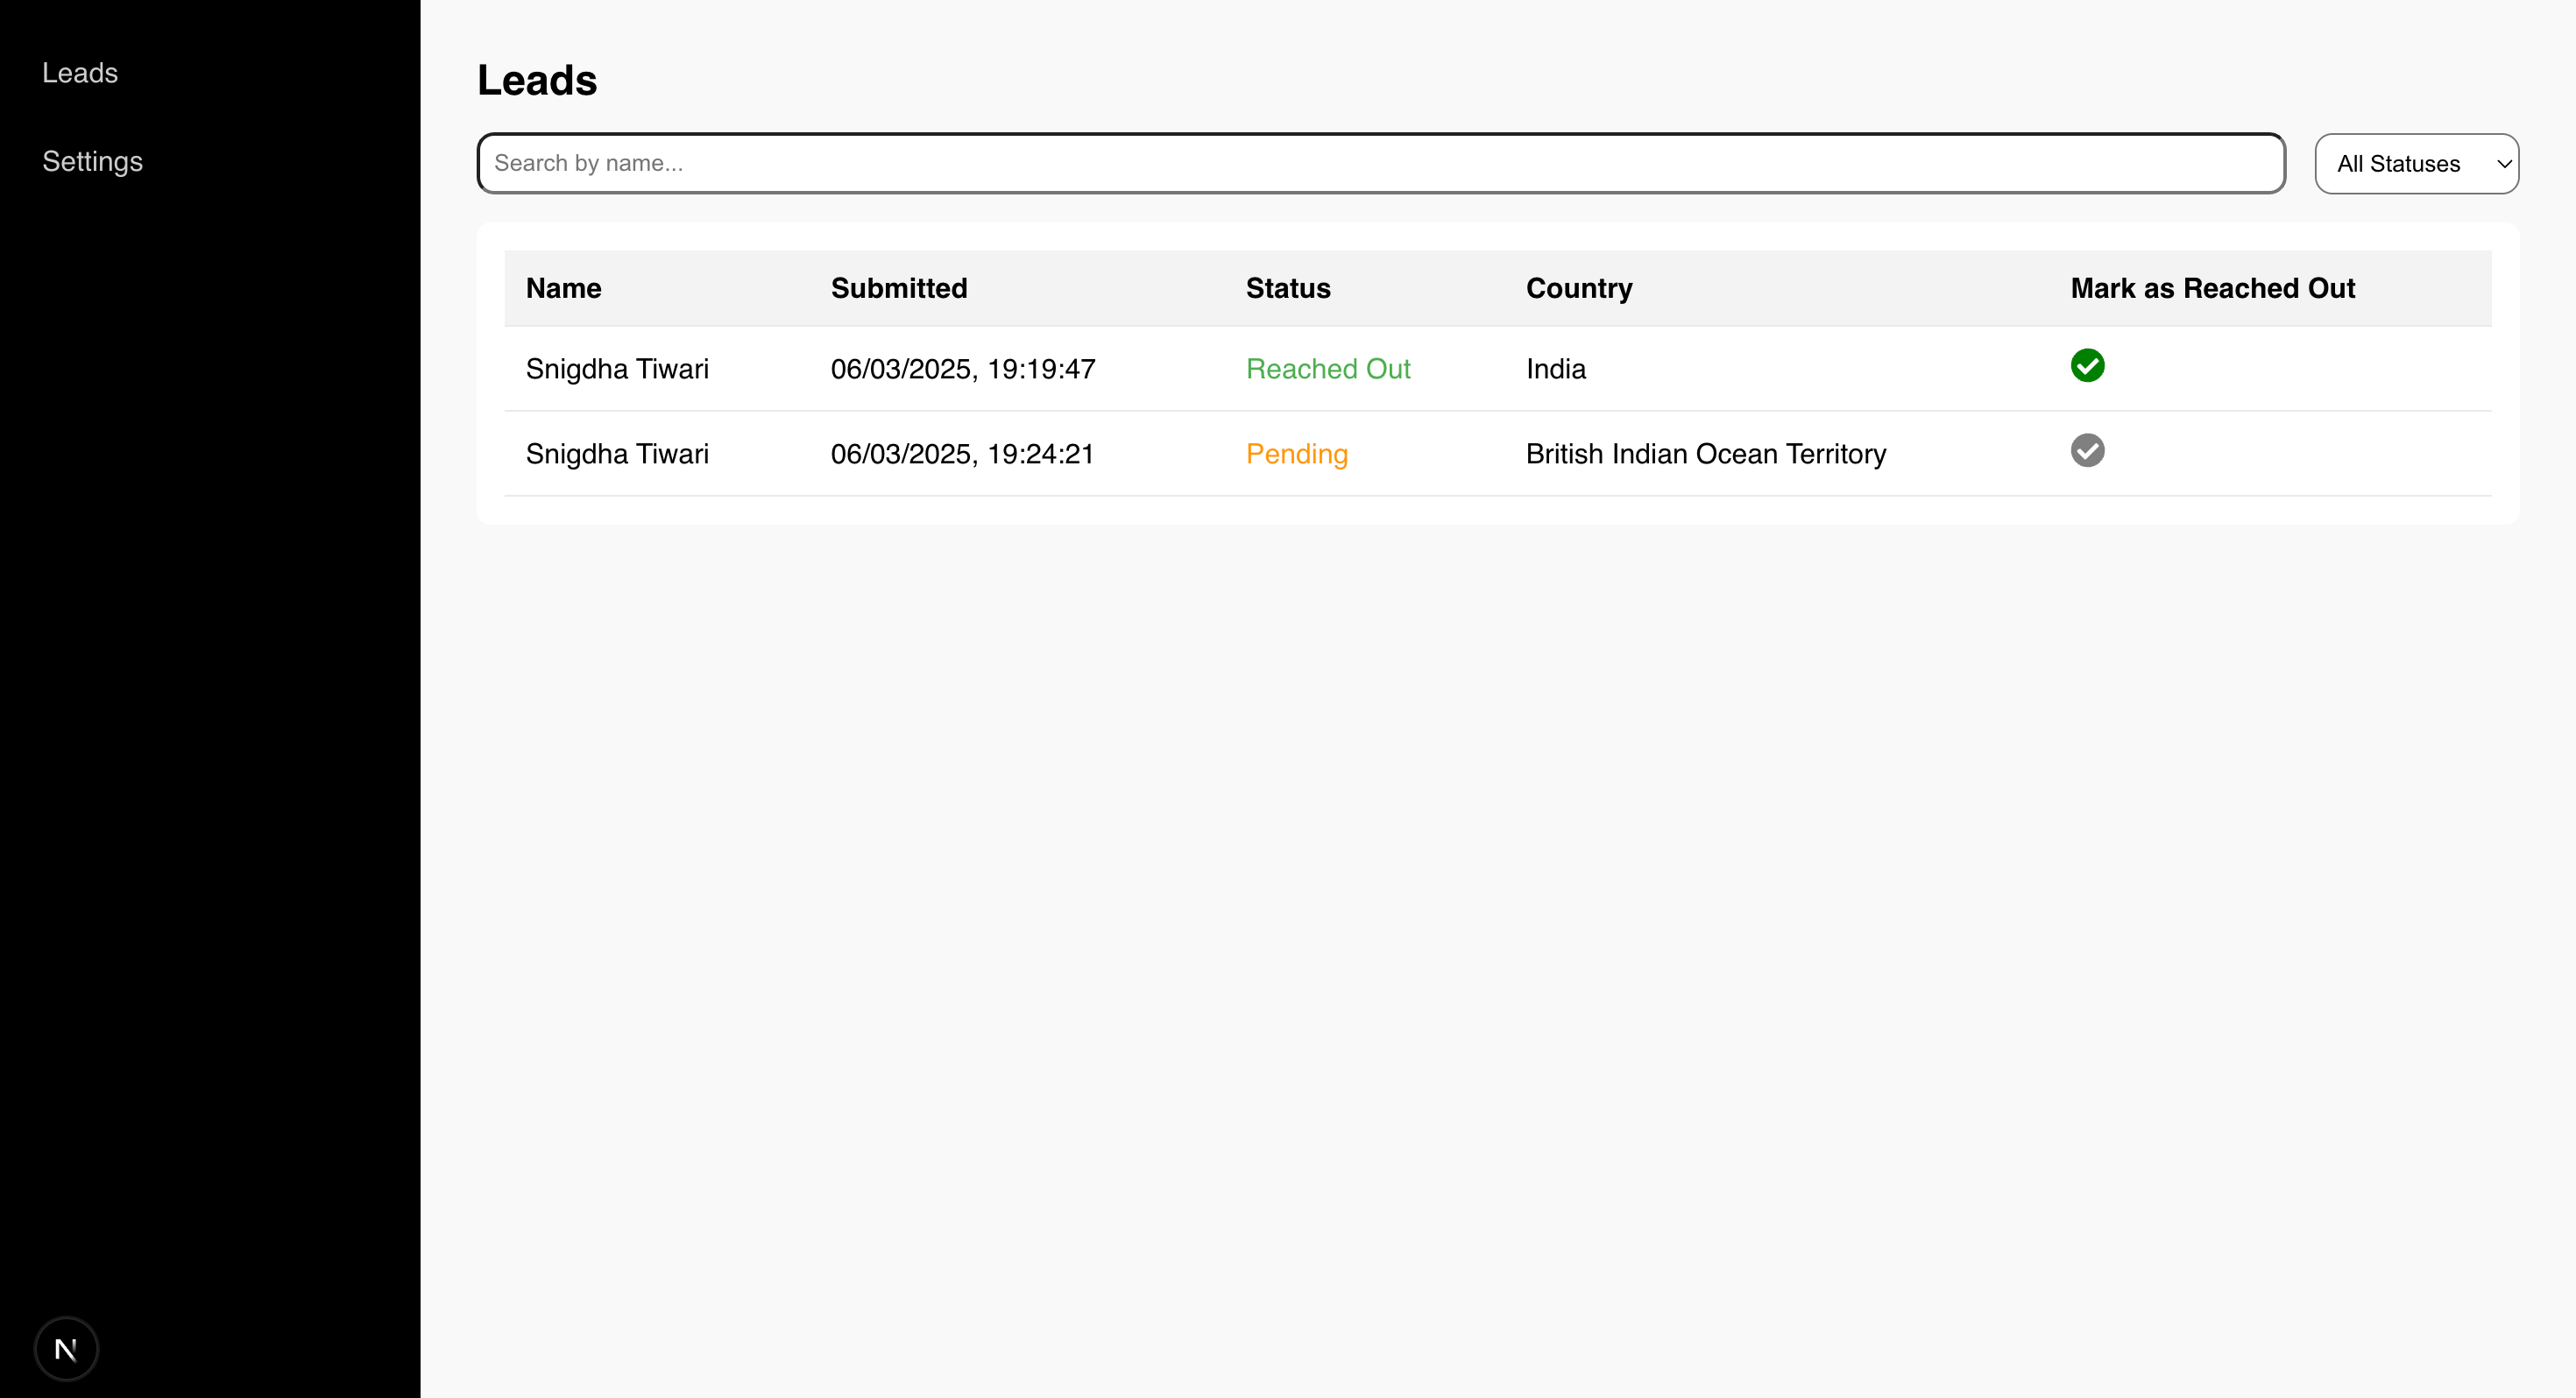 Leads
Settings
Leads
Search by name...
All Statuses
Name Submitted Status Country Mark as Reached Out
Snigdha Tiwari 06/03/2025, 19:19:47 Reached Out India
Snigdha Tiwari 06/03/2025, 19:24:21 Pending British Indian Ocean Territory
N